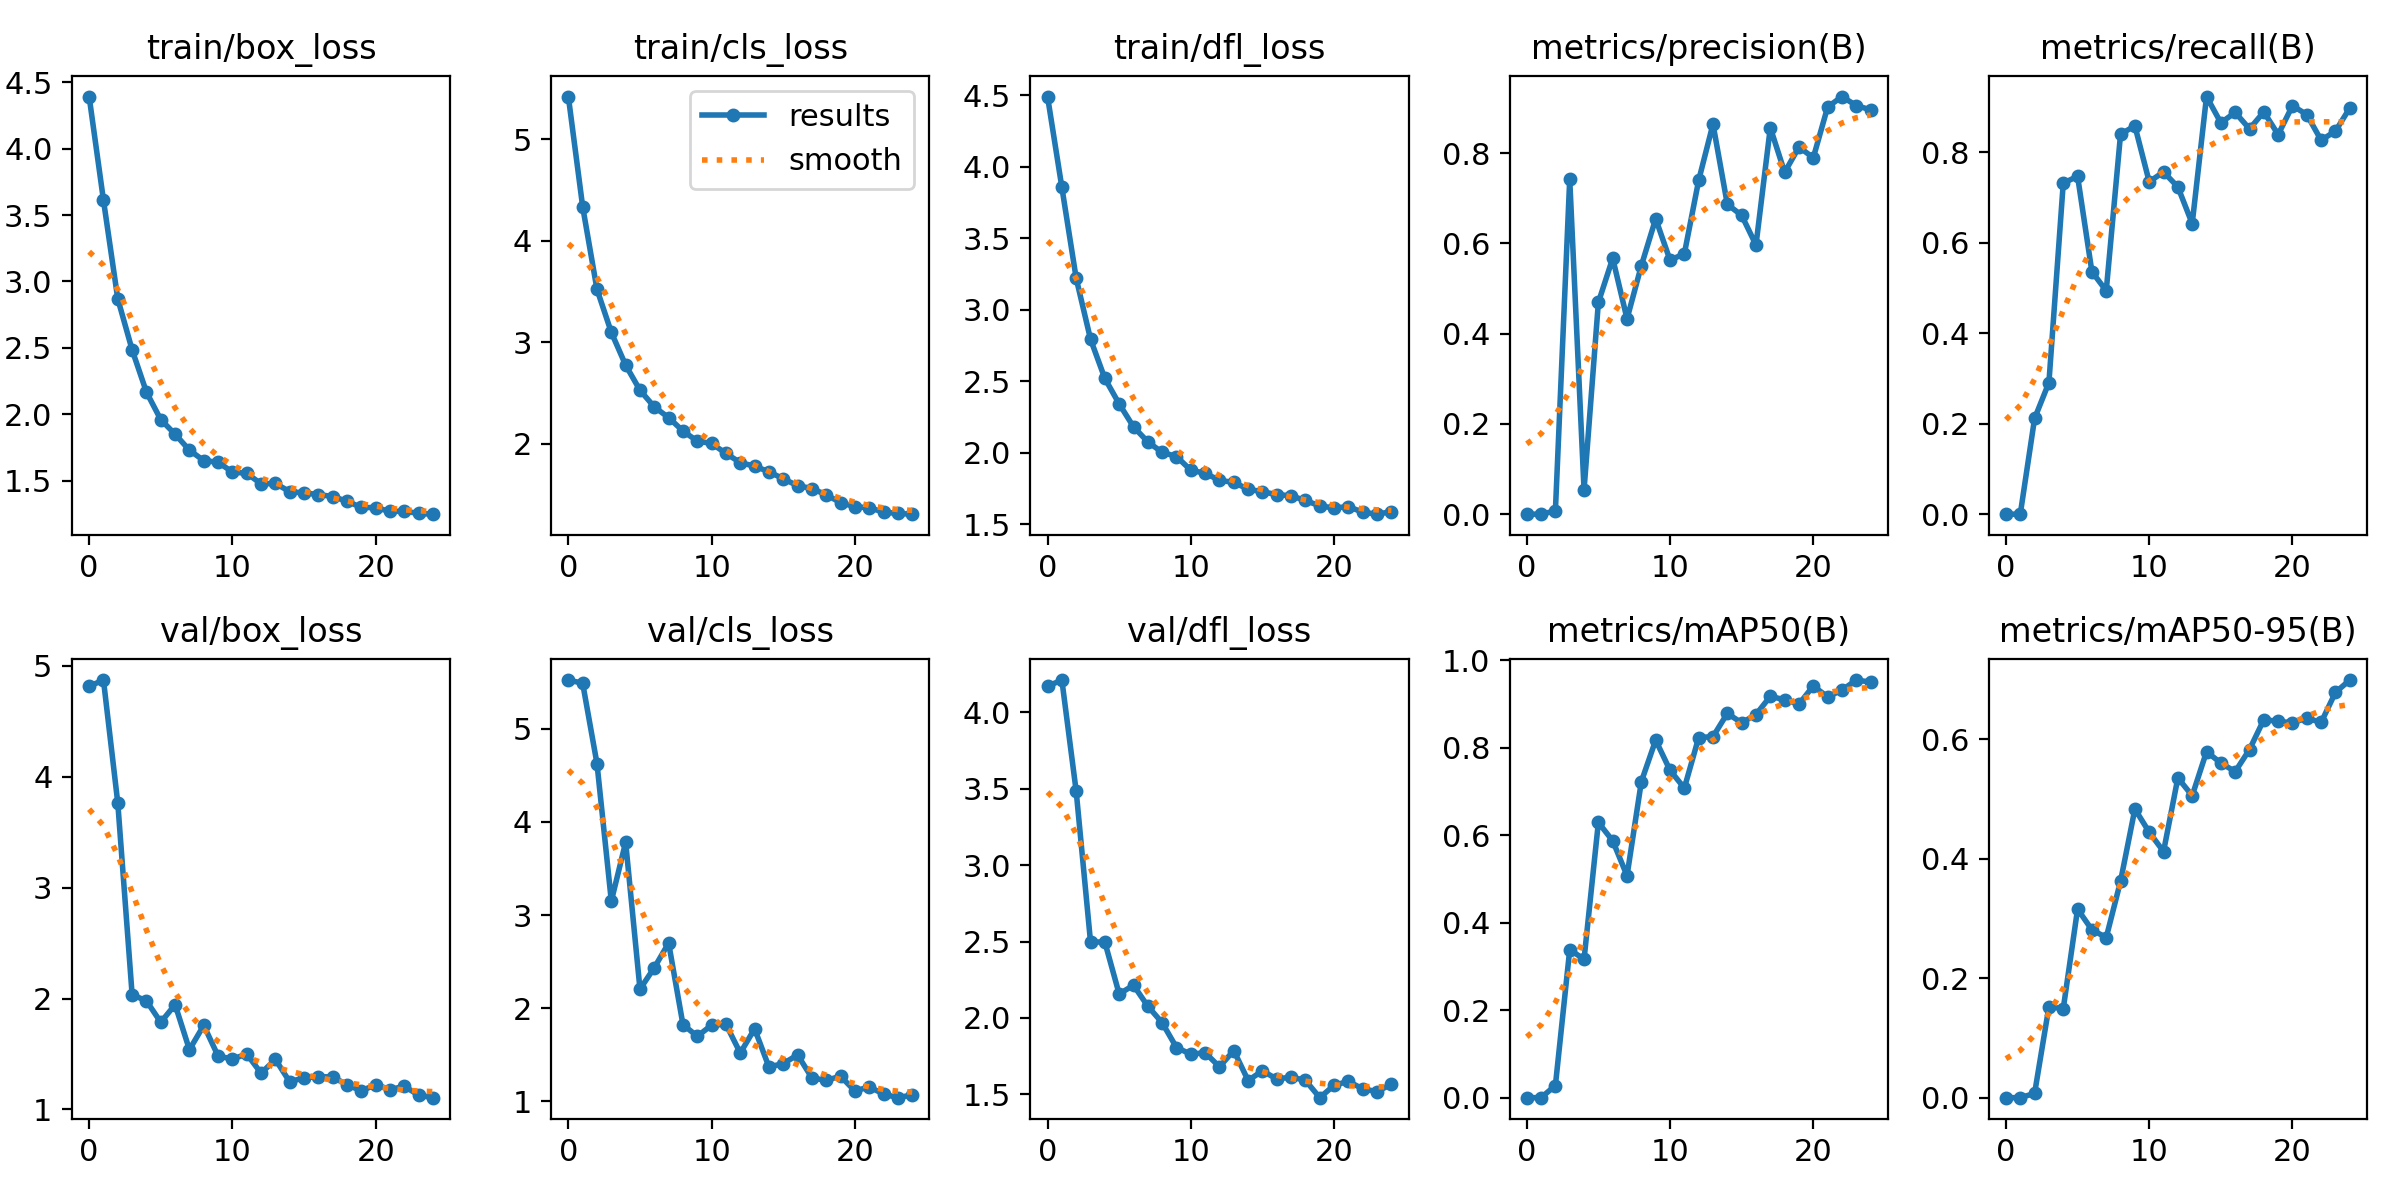 train/box_loss
4.5
4.0
3.5
3.0
2.5
2.0
1.5
0 10 20
train/cls_loss
results
smooth
5
4
3
2
0 10 20
train/dfl_loss
4.5
4.0
3.5
3.0
2.5
2.0
1.5
0 10 20
metrics/precision(B)
0.8
0.6
0.4
0.2
0.0
0 10 20
metrics/recall(B)
0.8
0.6
0.4
0.2
0.0
0 10 20
val/box_loss
5
4
3
2
1
0 10 20
val/cls_loss
5
4
3
2
1
0 10 20
val/dfl_loss
4.0
3.5
3.0
2.5
2.0
1.5
0 10 20
metrics/mAP50(B)
1.0
0.8
0.6
0.4
0.2
0.0
0 10 20
metrics/mAP50-95(B)
0.6
0.4
0.2
0.0
0 10 20